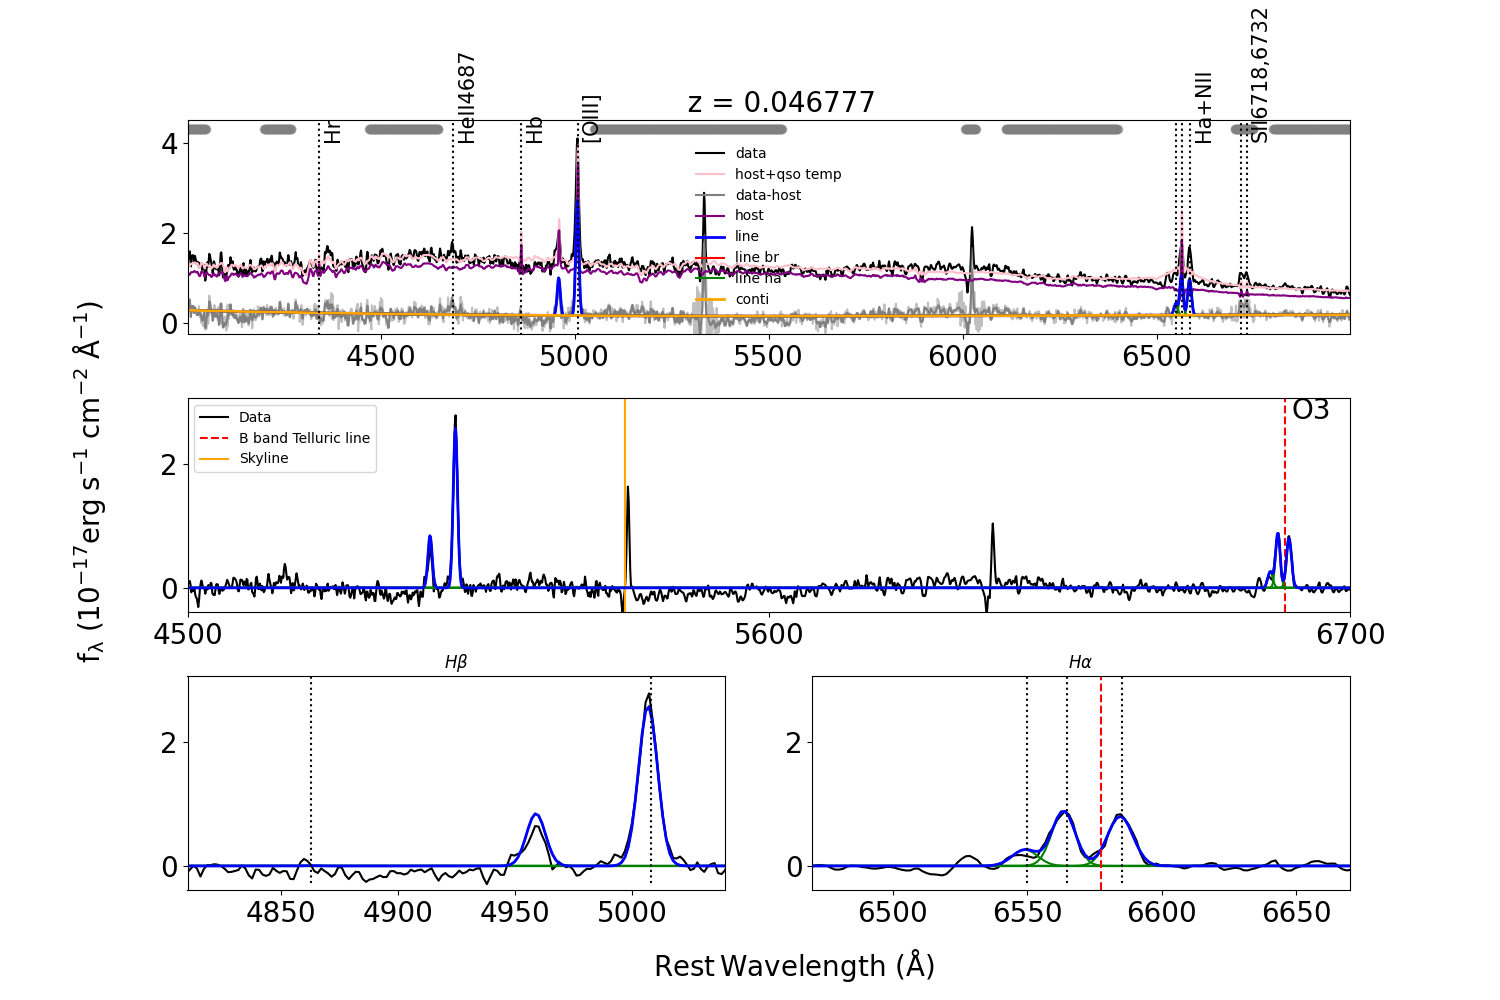 z = 0.046777
Hr
HeII4687
Hb
[OIII]
Ha+NII
SII6718,6732
4
2
0
data
host+qso temp
data-host
host
line
line br
line na
conti
4500
5000
5500
6000
6500
Data
B band Telluric line
Skyline
O3
2
0
4500
5600
6700
fλ (10⁻¹⁷erg s⁻¹ cm⁻² Å⁻¹)
Hβ
2
0
4850
4900
4950
5000
Hα
2
0
6500
6550
6600
6650
Rest Wavelength (Å)